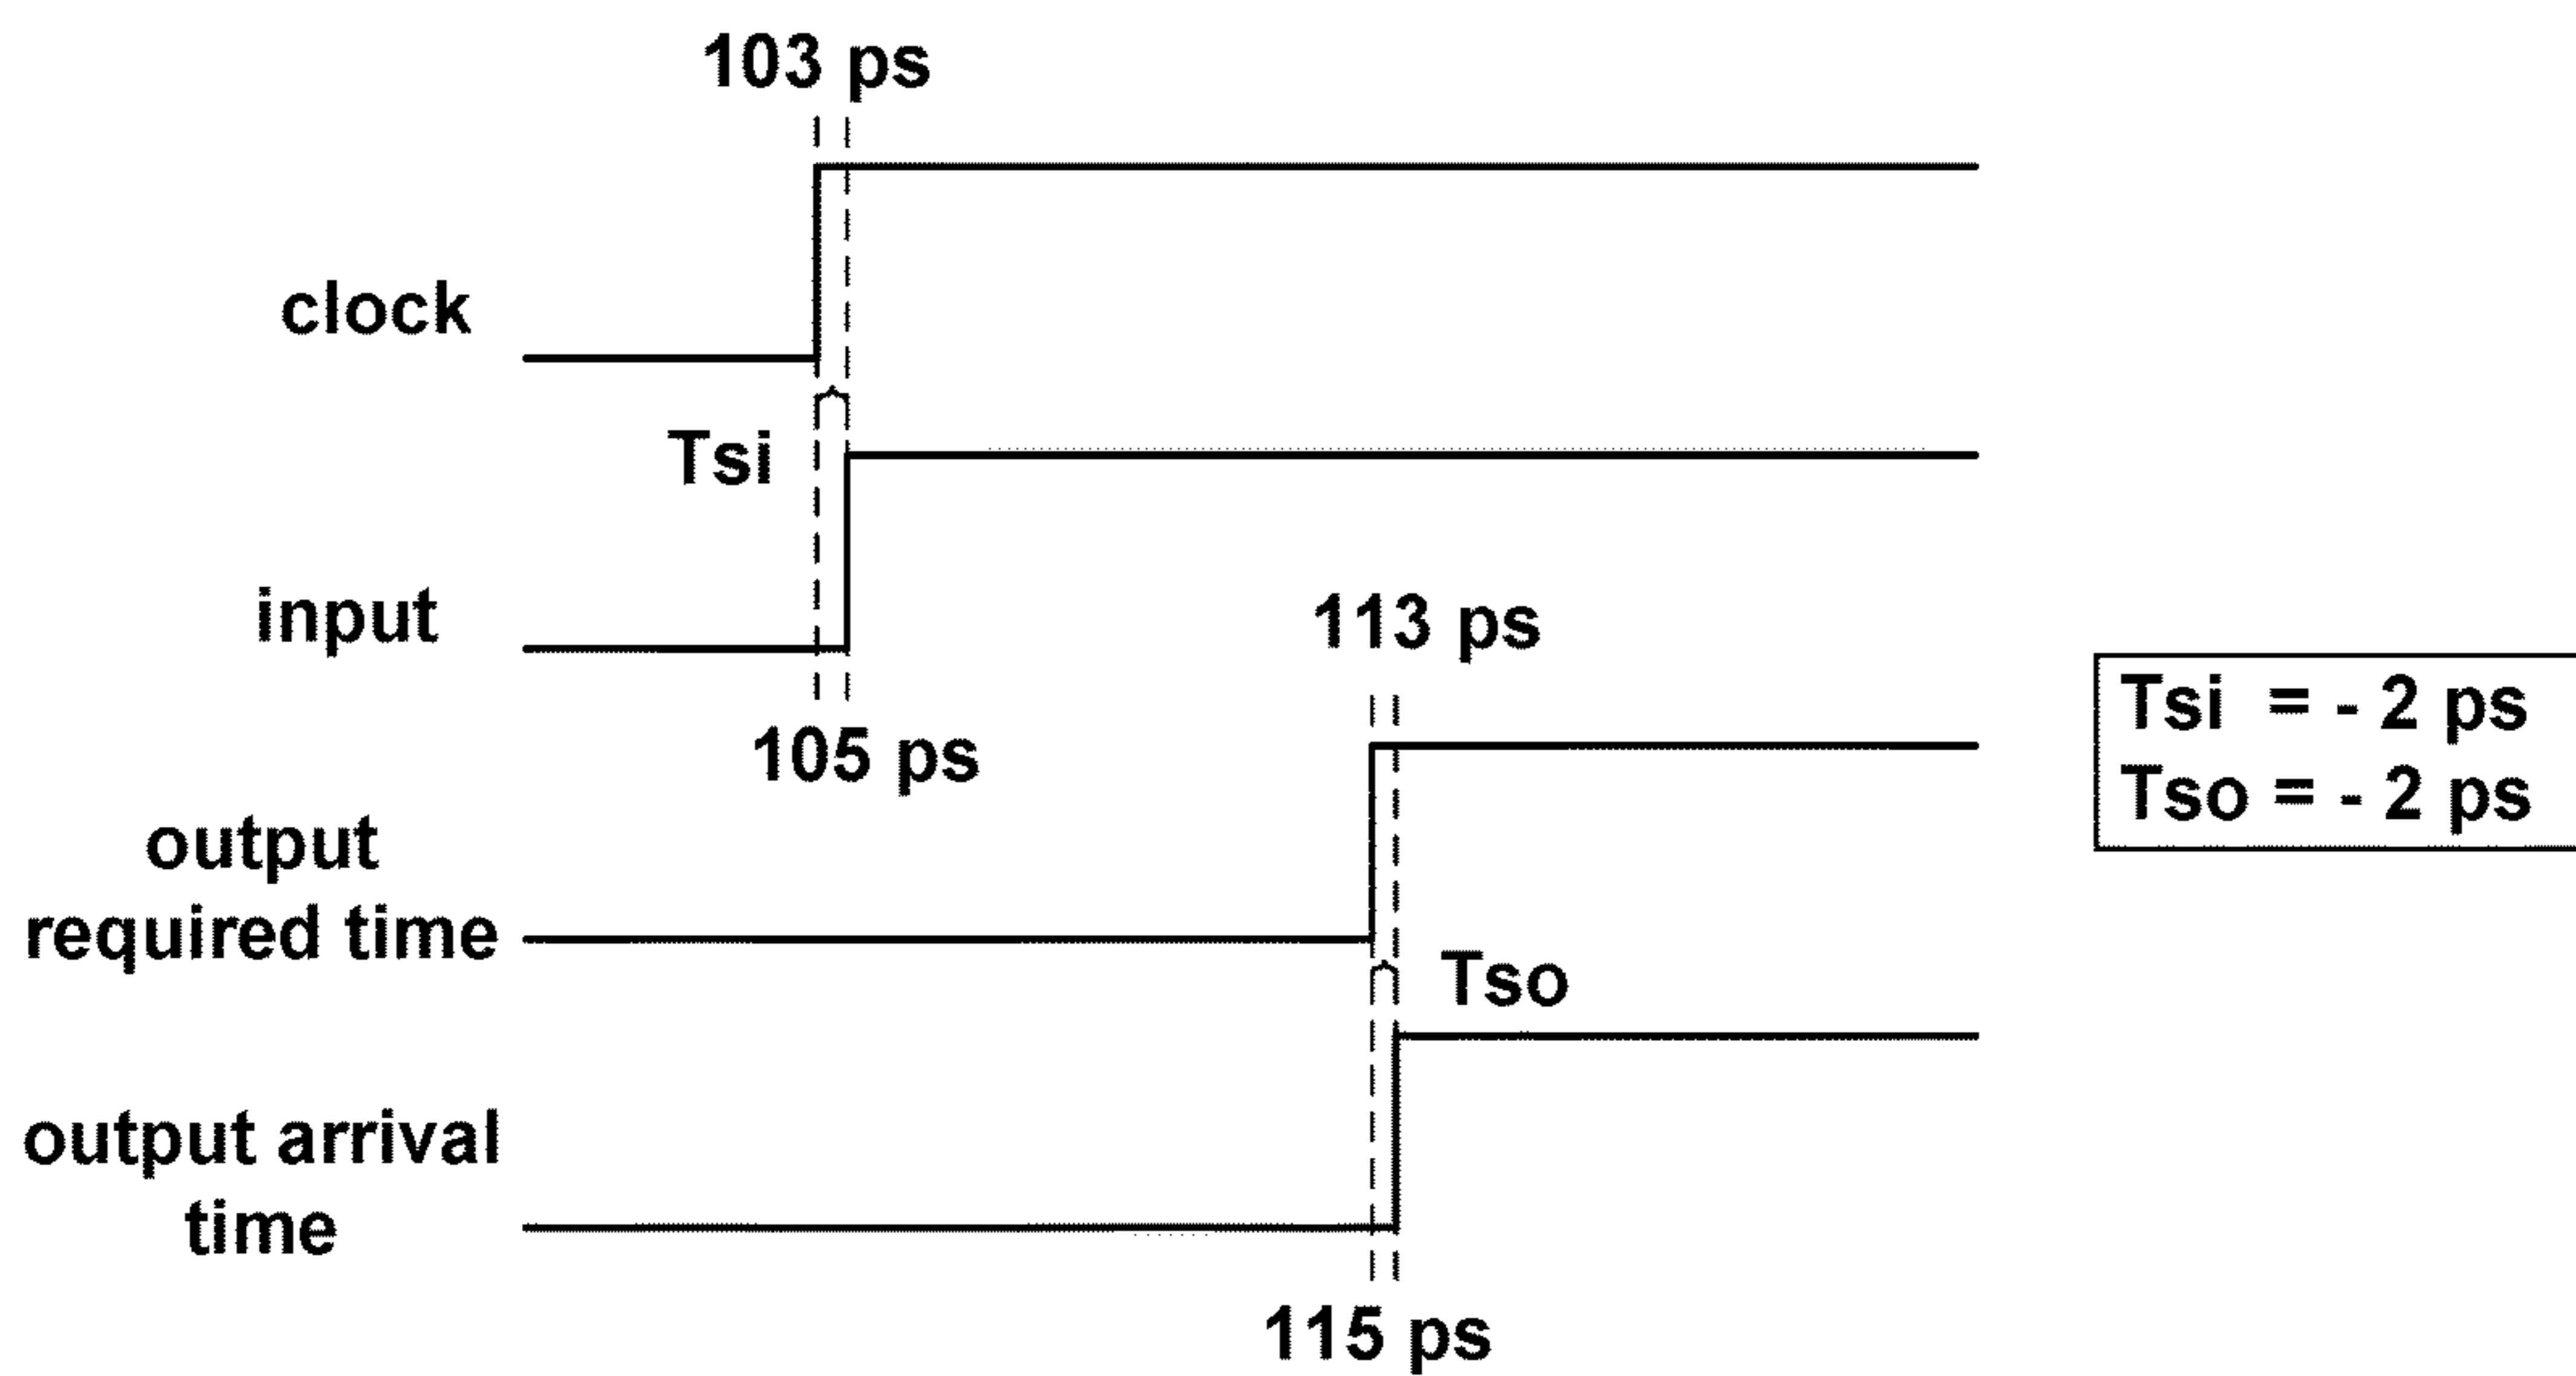 103 ps
clock
Tsi
input
105 ps
113 ps
Tsi = - 2 ps
Tso = - 2 ps
output
required time
Tso
output arrival
time
115 ps